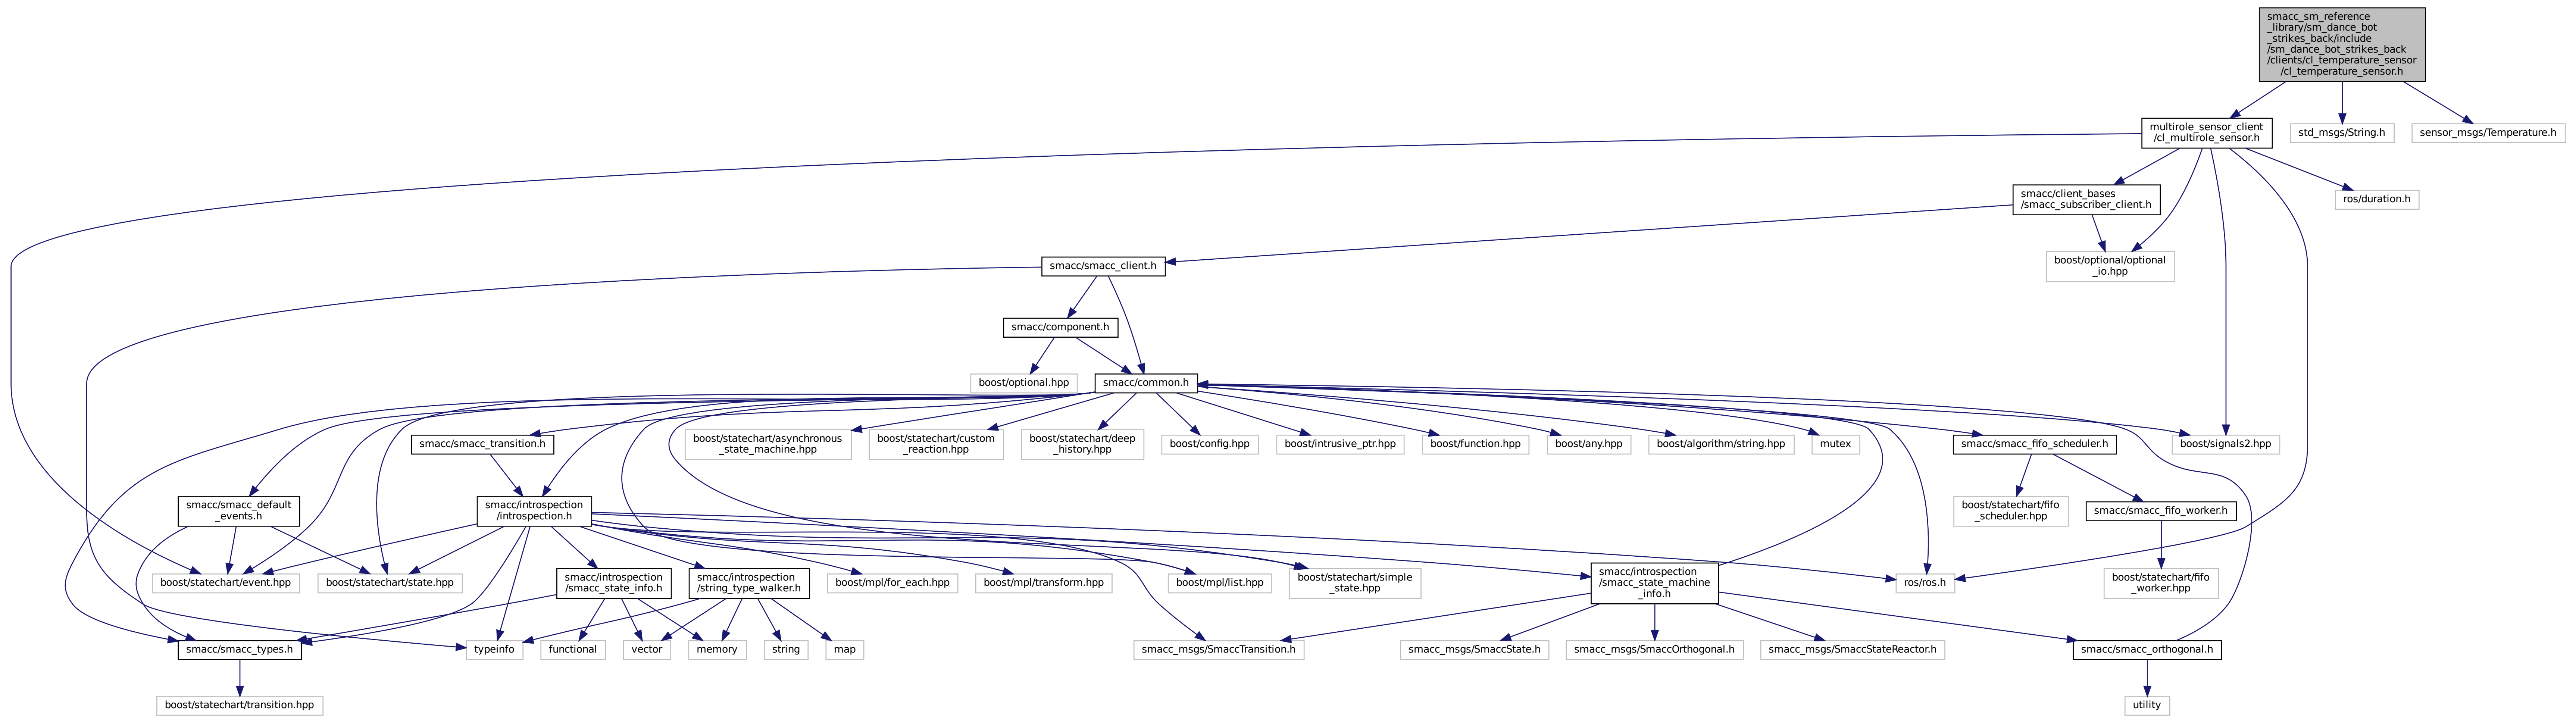 smacc_sm_reference
_library/sm_dance_bot
_strikes_back/include
/sm_dance_bot_strikes_back
/clients/cl_temperature_sensor
/cl_temperature_sensor.h
multirole_sensor_client
/cl_multirole_sensor.h
std_msgs/String.h
sensor_msgs/Temperature.h
smacc/client_bases
/smacc_subscriber_client.h
ros/duration.h
smacc/smacc_client.h
boost/optional/optional
_io.hpp
smacc/component.h
boost/optional.hpp
smacc/common.h
smacc/smacc_transition.h
boost/statechart/asynchronous
_state_machine.hpp
boost/statechart/custom
_reaction.hpp
boost/statechart/deep
_history.hpp
boost/config.hpp
boost/intrusive_ptr.hpp
boost/function.hpp
boost/any.hpp
boost/algorithm/string.hpp
mutex
smacc/smacc_fifo_scheduler.h
boost/signals2.hpp
smacc/smacc_default
_events.h
smacc/introspection
/introspection.h
boost/statechart/fifo
_scheduler.hpp
smacc/smacc_fifo_worker.h
boost/statechart/event.hpp
boost/statechart/state.hpp
smacc/introspection
/smacc_state_info.h
smacc/introspection
/string_type_walker.h
boost/mpl/for_each.hpp
boost/mpl/transform.hpp
boost/mpl/list.hpp
boost/statechart/simple
_state.hpp
smacc/introspection
/smacc_state_machine
_info.h
ros/ros.h
boost/statechart/fifo
_worker.hpp
smacc/smacc_types.h
typeinfo
functional
vector
memory
string
map
smacc_msgs/SmaccTransition.h
smacc_msgs/SmaccState.h
smacc_msgs/SmaccOrthogonal.h
smacc_msgs/SmaccStateReactor.h
smacc/smacc_orthogonal.h
boost/statechart/transition.hpp
utility